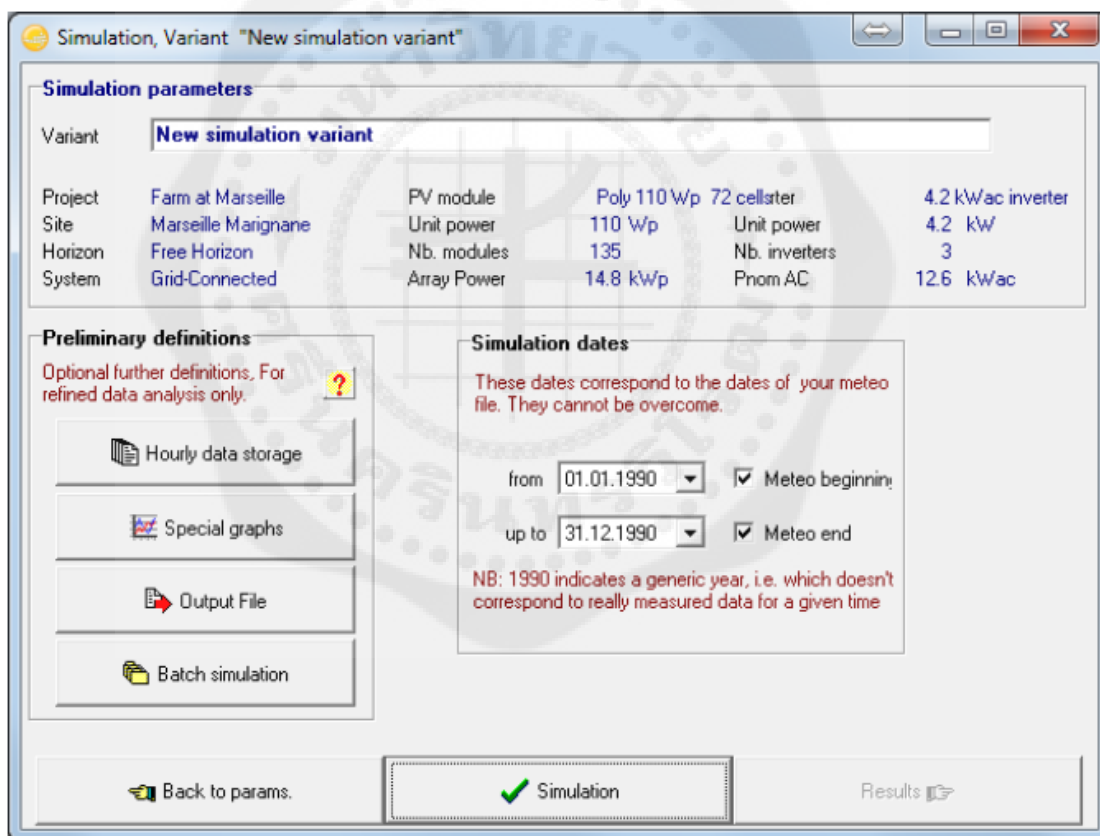 Simulation, Variant "New simulation variant"
Simulation parameters
Variant New simulation variant
Project Farm at Marseille PV module Poly 110 Wp 72 cellsrter 4.2 kWac inverter
Site Marseille Marignane Unit power 110 Wp Unit power 4.2 kW
Horizon Free Horizon Nb. modules 135 Nb. inverters 3
System Grid-Connected Array Power 14.8 kWp Pnom AC 12.6 kWac
Preliminary definitions
Optional further definitions, For
refined data analysis only.
?
Hourly data storage
Special graphs
Output File
Batch simulation
Simulation dates
These dates correspond to the dates of your meteo
file. They cannot be overcome.
from 01.01.1990 Meteo beginnin
up to 31.12.1990 Meteo end
NB: 1990 indicates a generic year, i.e. which doesn't
correspond to really measured data for a given time
Back to params. Simulation Results